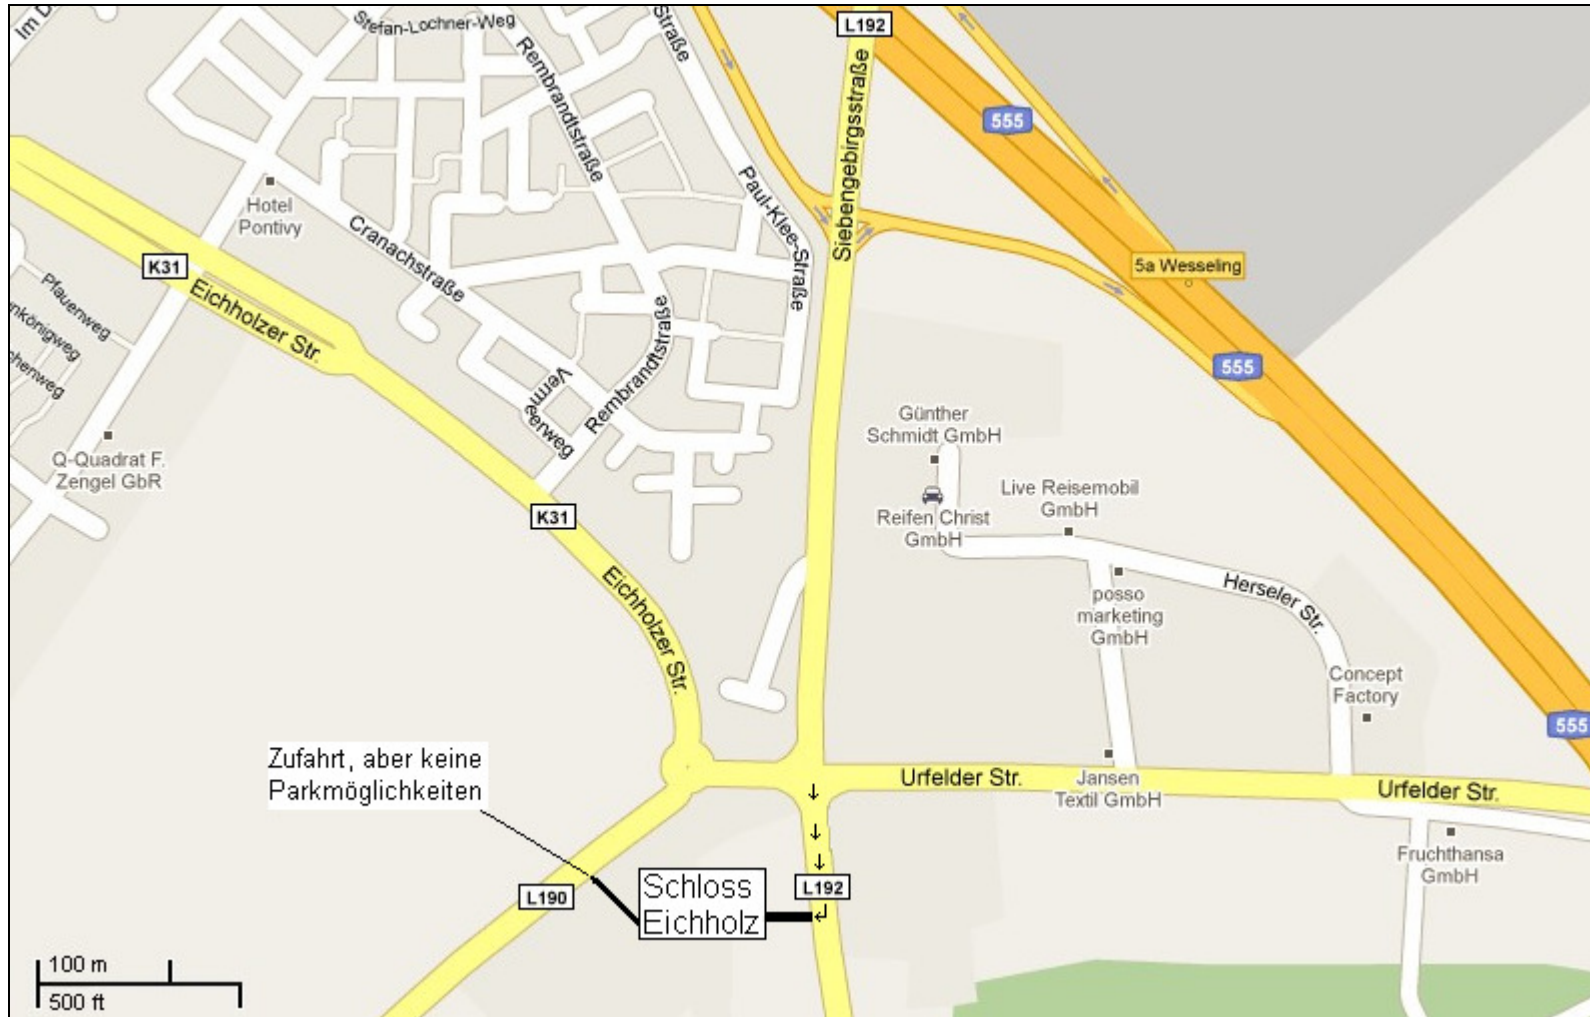 Im D
Stefan-Lochner-Weg
Straße
L192
Rembrandtstraße
Siebengebirgsstraße
555
Hotel
Pontivy
Cranachstraße
Paul-Klee-Straße
K31
Eichholzer Str.
5a Wesseling
Pfauenweg
nkönigweg
chenweg
Rembrandtstraße
Vermeerweg
555
Q-Quadrat F.
Zengel GbR
Günther
Schmidt GmbH
Reifen Christ
GmbH
Live Reisemobil
GmbH
K31
Eichholzer Str.
posso
marketing
GmbH
Herseler Str.
Concept
Factory
555
Zufahrt, aber keine
Parkmöglichkeiten
Urfelder Str.
Jansen
Textil GmbH
Urfelder Str.
Fruchthansa
GmbH
L190
Schloss
Eichholz
L192
100 m
500 ft